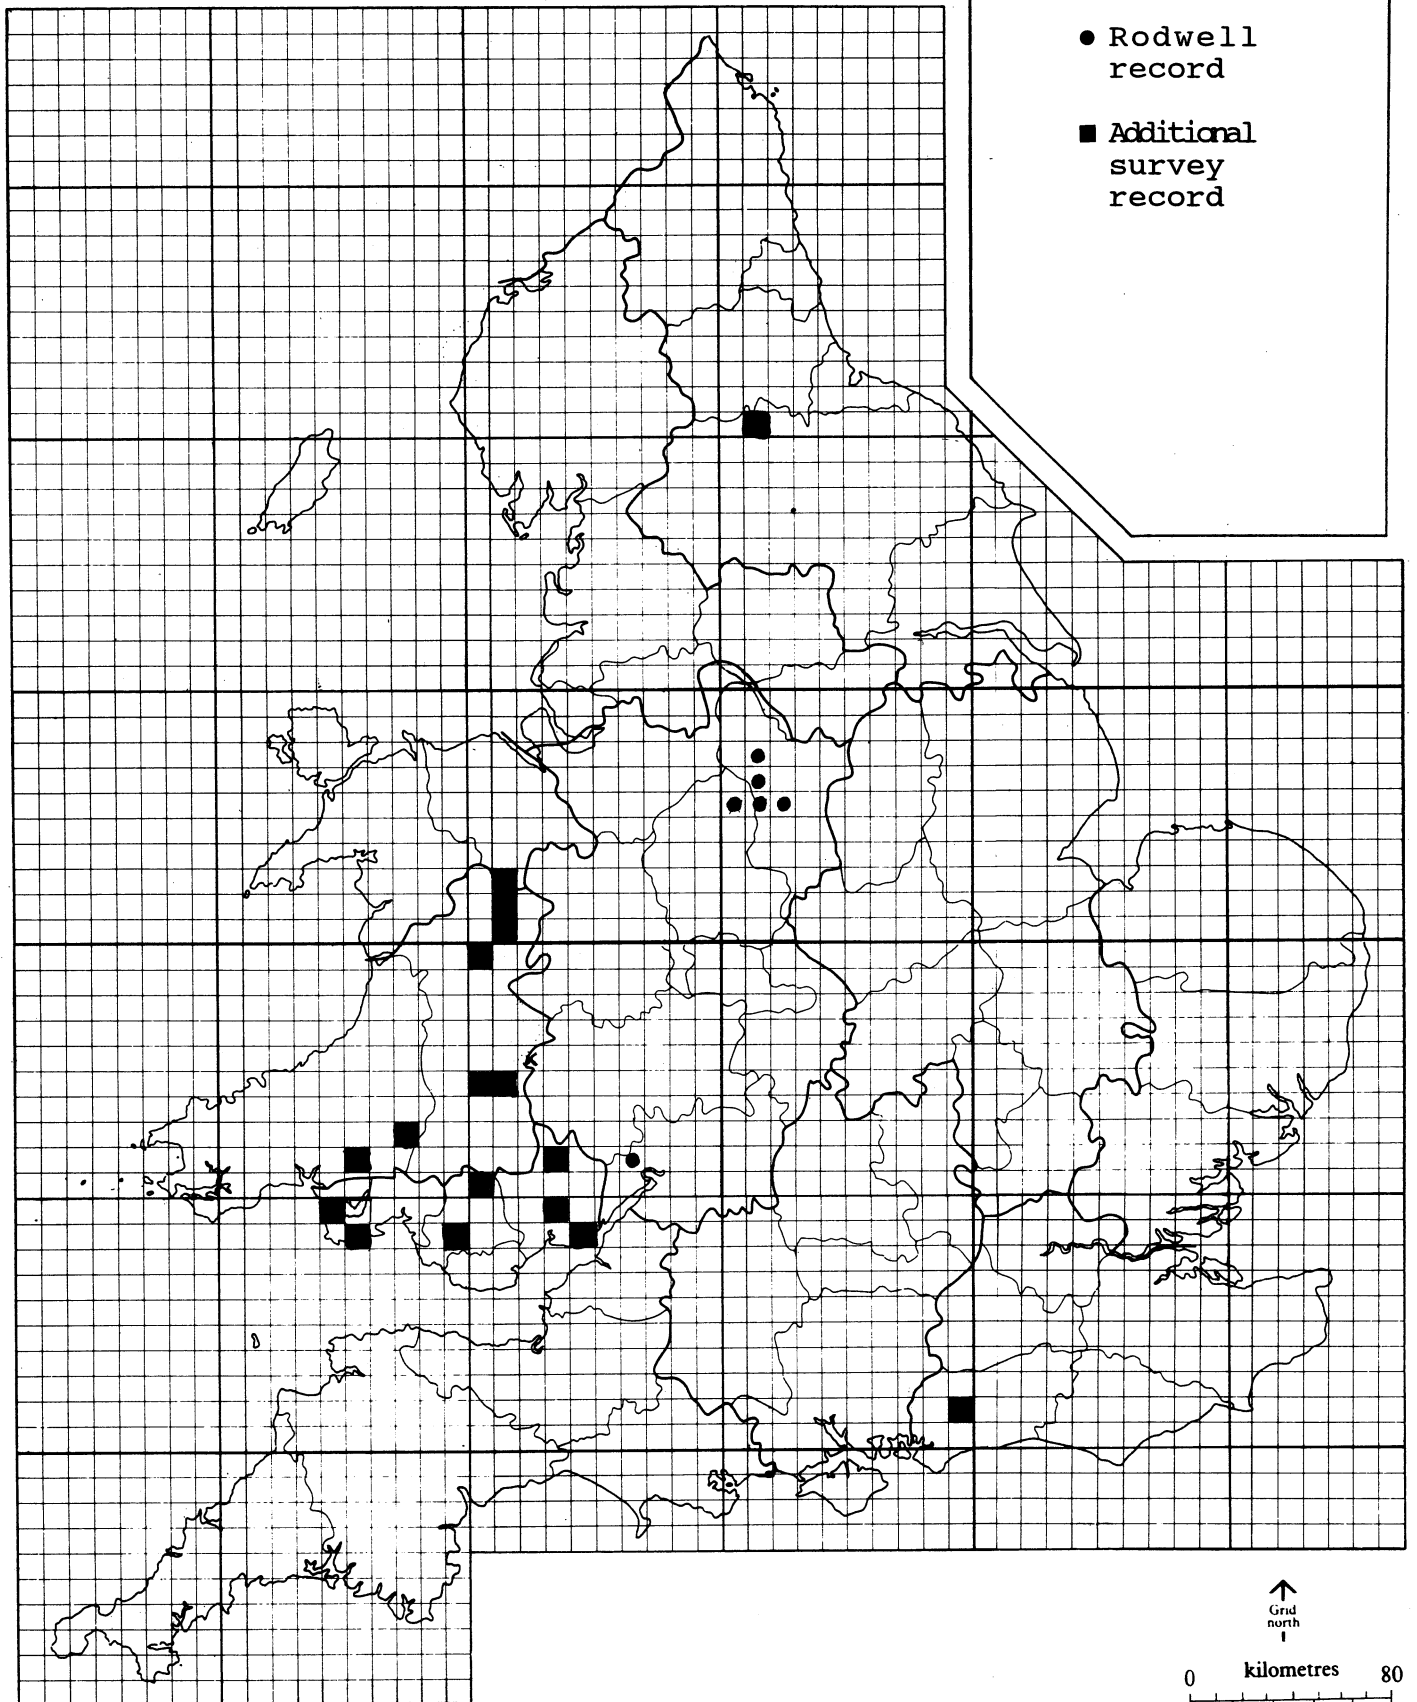 ● Rodwell
record
■ Additional
survey
record
Grid
north
kilometres
0 80